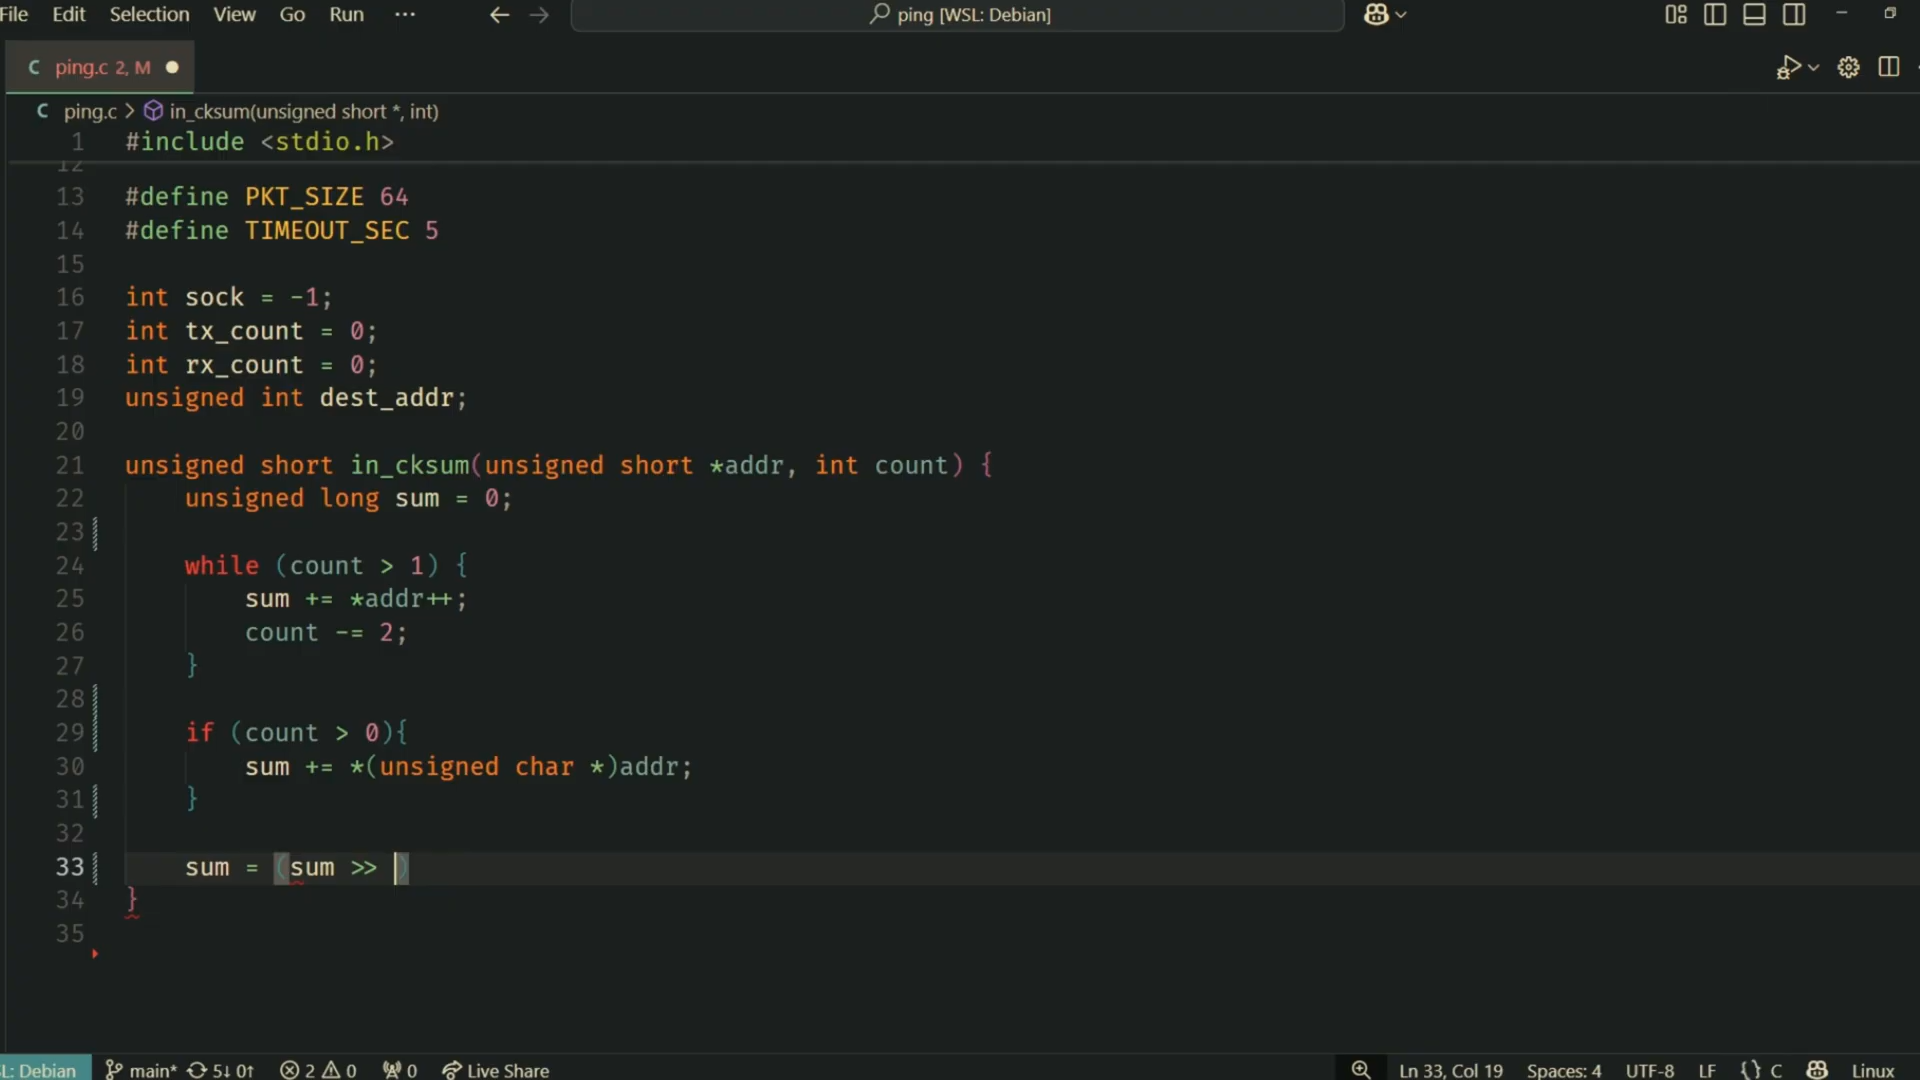 File Edit Selection View Go Run ··· ping [WSL: Debian]
C ping.c 2, M
C ping.c > in_cksum(unsigned short *, int)
1 #include <stdio.h>
12
13 #define PKT_SIZE 64
14 #define TIMEOUT_SEC 5
15
16 int sock = -1;
17 int tx_count = 0;
18 int rx_count = 0;
19 unsigned int dest_addr;
20
21 unsigned short in_cksum(unsigned short *addr, int count) {
22 unsigned long sum = 0;
23
24 while (count > 1) {
25 sum += *addr++;
26 count -= 2;
27 }
28
29 if (count > 0){
30 sum += *(unsigned char *)addr;
31 }
32
33 sum = (sum >> )
34 }
35
SL: Debian main* 5↓ 0↑ 2 0 0 Live Share Ln 33, Col 19 Spaces: 4 UTF-8 LF {} C Linux